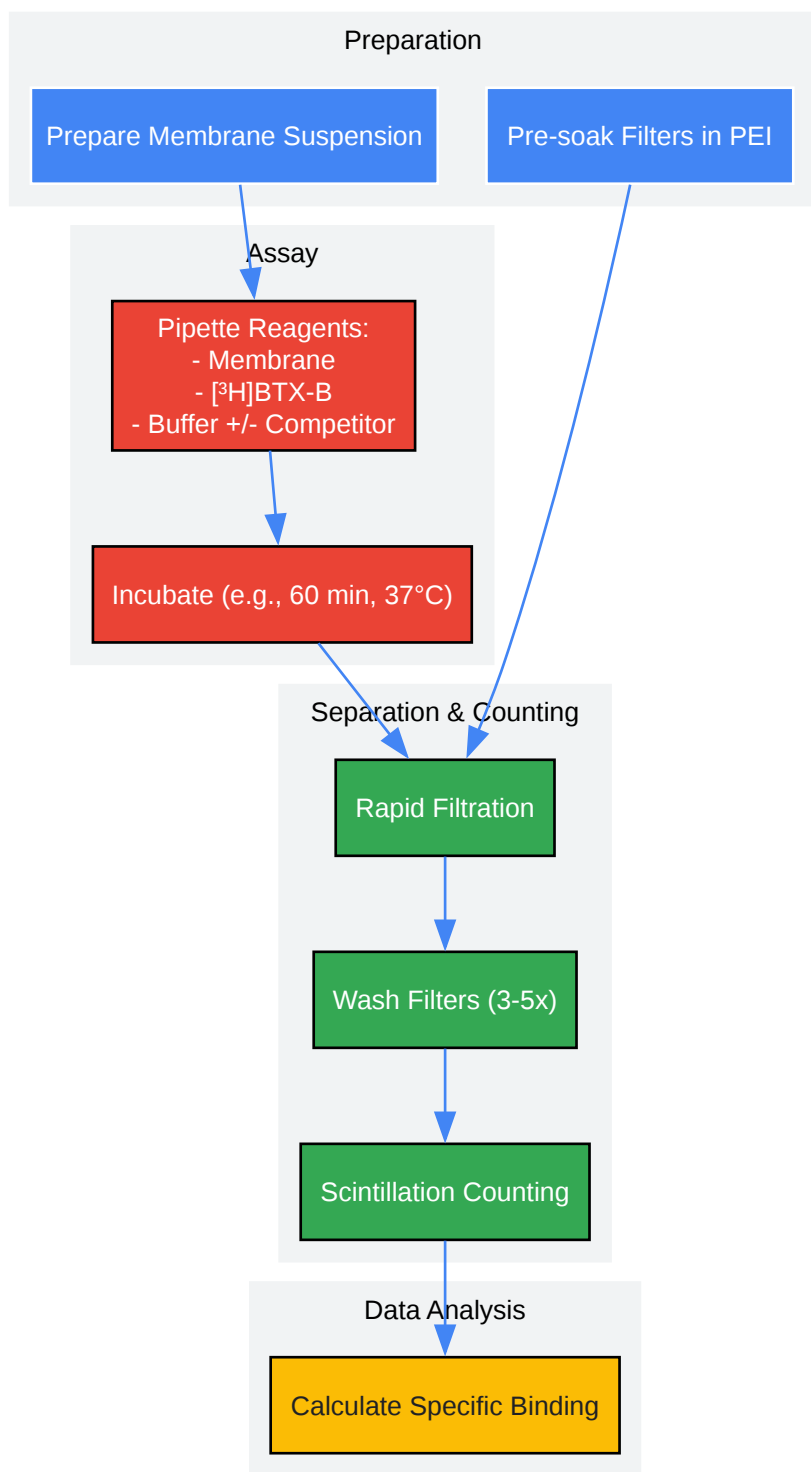 Preparation
Prepare Membrane Suspension
Pre-soak Filters in PEI
Assay
Pipette Reagents:
- Membrane
- [³H]BTX-B
- Buffer +/- Competitor
Incubate (e.g., 60 min, 37°C)
Separation & Counting
Rapid Filtration
Wash Filters (3-5x)
Scintillation Counting
Data Analysis
Calculate Specific Binding